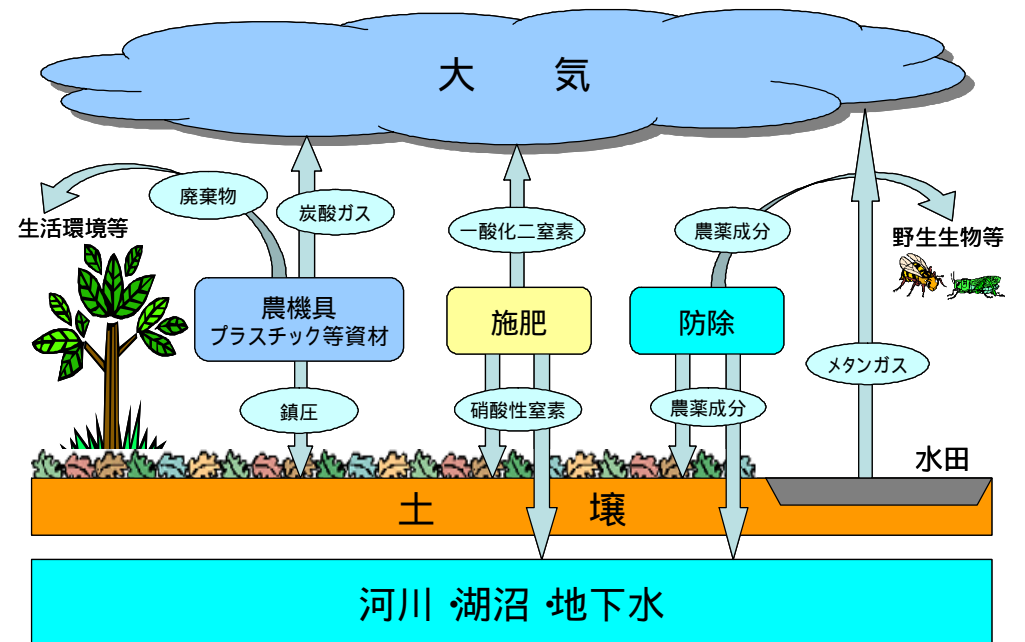 大　気
廃棄物
炭酸ガス
一酸化二窒素
農薬成分
生活環境等
野生生物等
農機具
プラスチック等資材
施肥
防除
メタンガス
鎮圧
硝酸性窒素
農薬成分
水田
土　壌
河川・湖沼・地下水